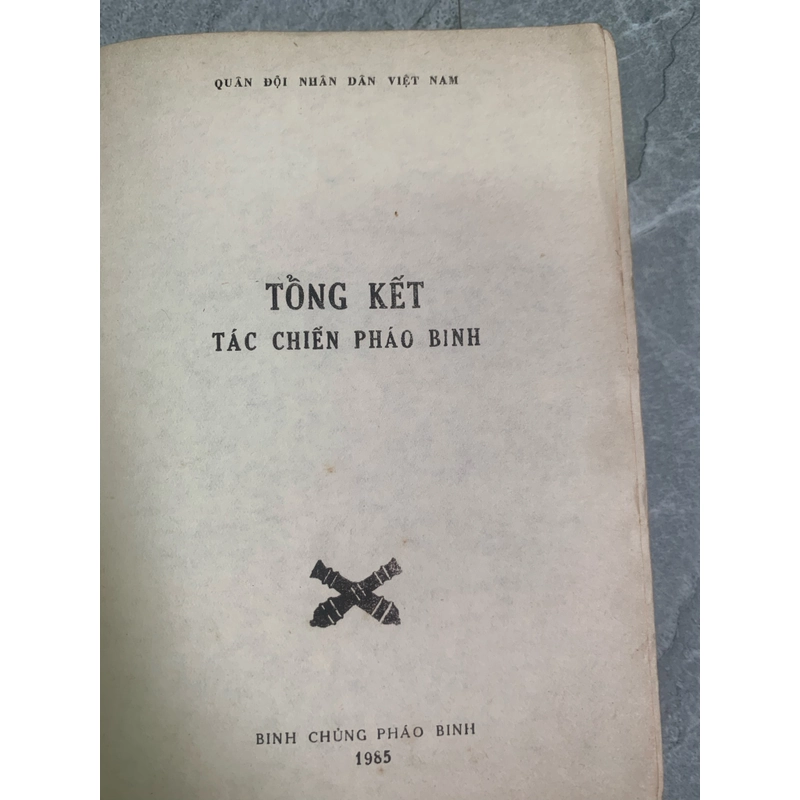 QUÂN ĐỘI NHÂN DÂN VIỆT NAM
TỔNG KẾT
TÁC CHIẾN PHÁO BINH
BINH CHỦNG PHÁO BINH
1985